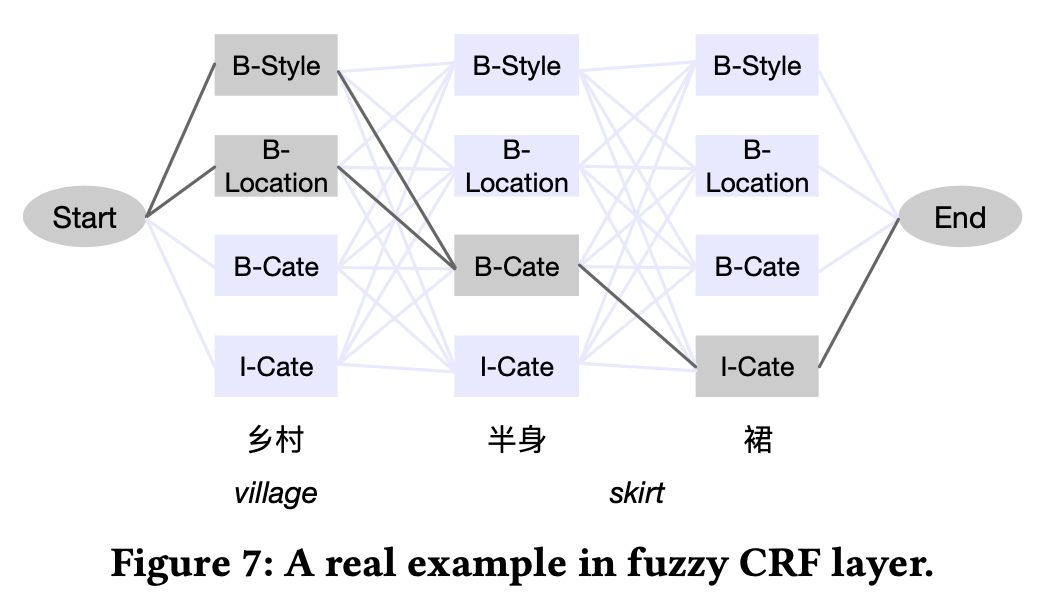 B-Style B-Style B-Style
B-
Location
B-
Location
B-
Location
Start
End
B-Cate B-Cate B-Cate
I-Cate I-Cate I-Cate
乡村 半身 裙
village skirt
Figure 7: A real example in fuzzy CRF layer.